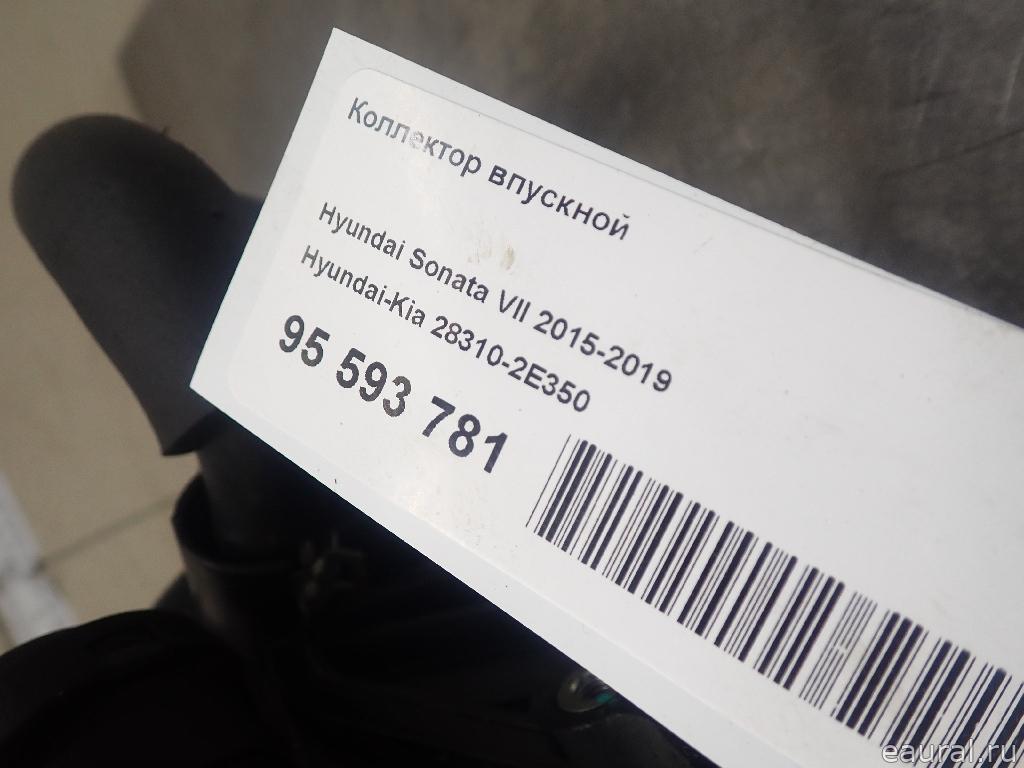 Коллектор впускной
Hyundai Sonata VII 2015-2019
Hyundai-Kia 28310-2E350
95 593 781
eaural.ru